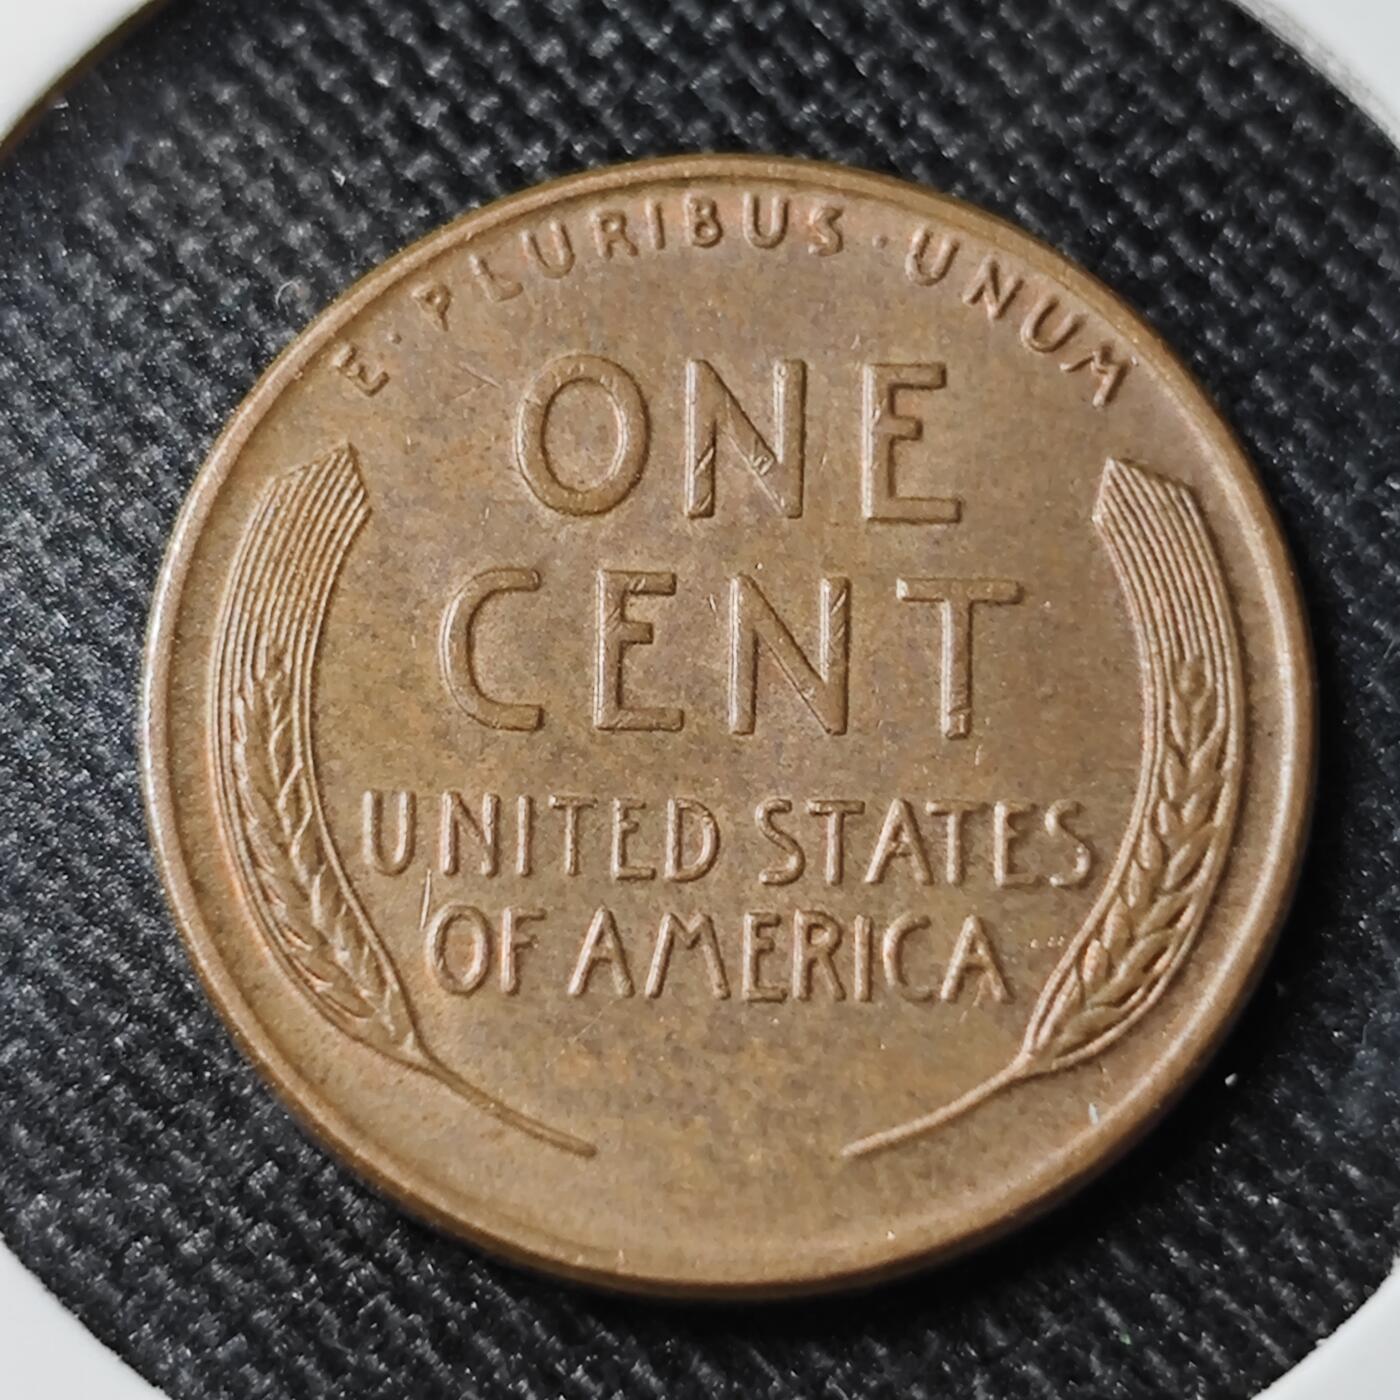 E·PLURIBUS·UNUM
ONE
CENT
UNITED STATES
OF AMERICA